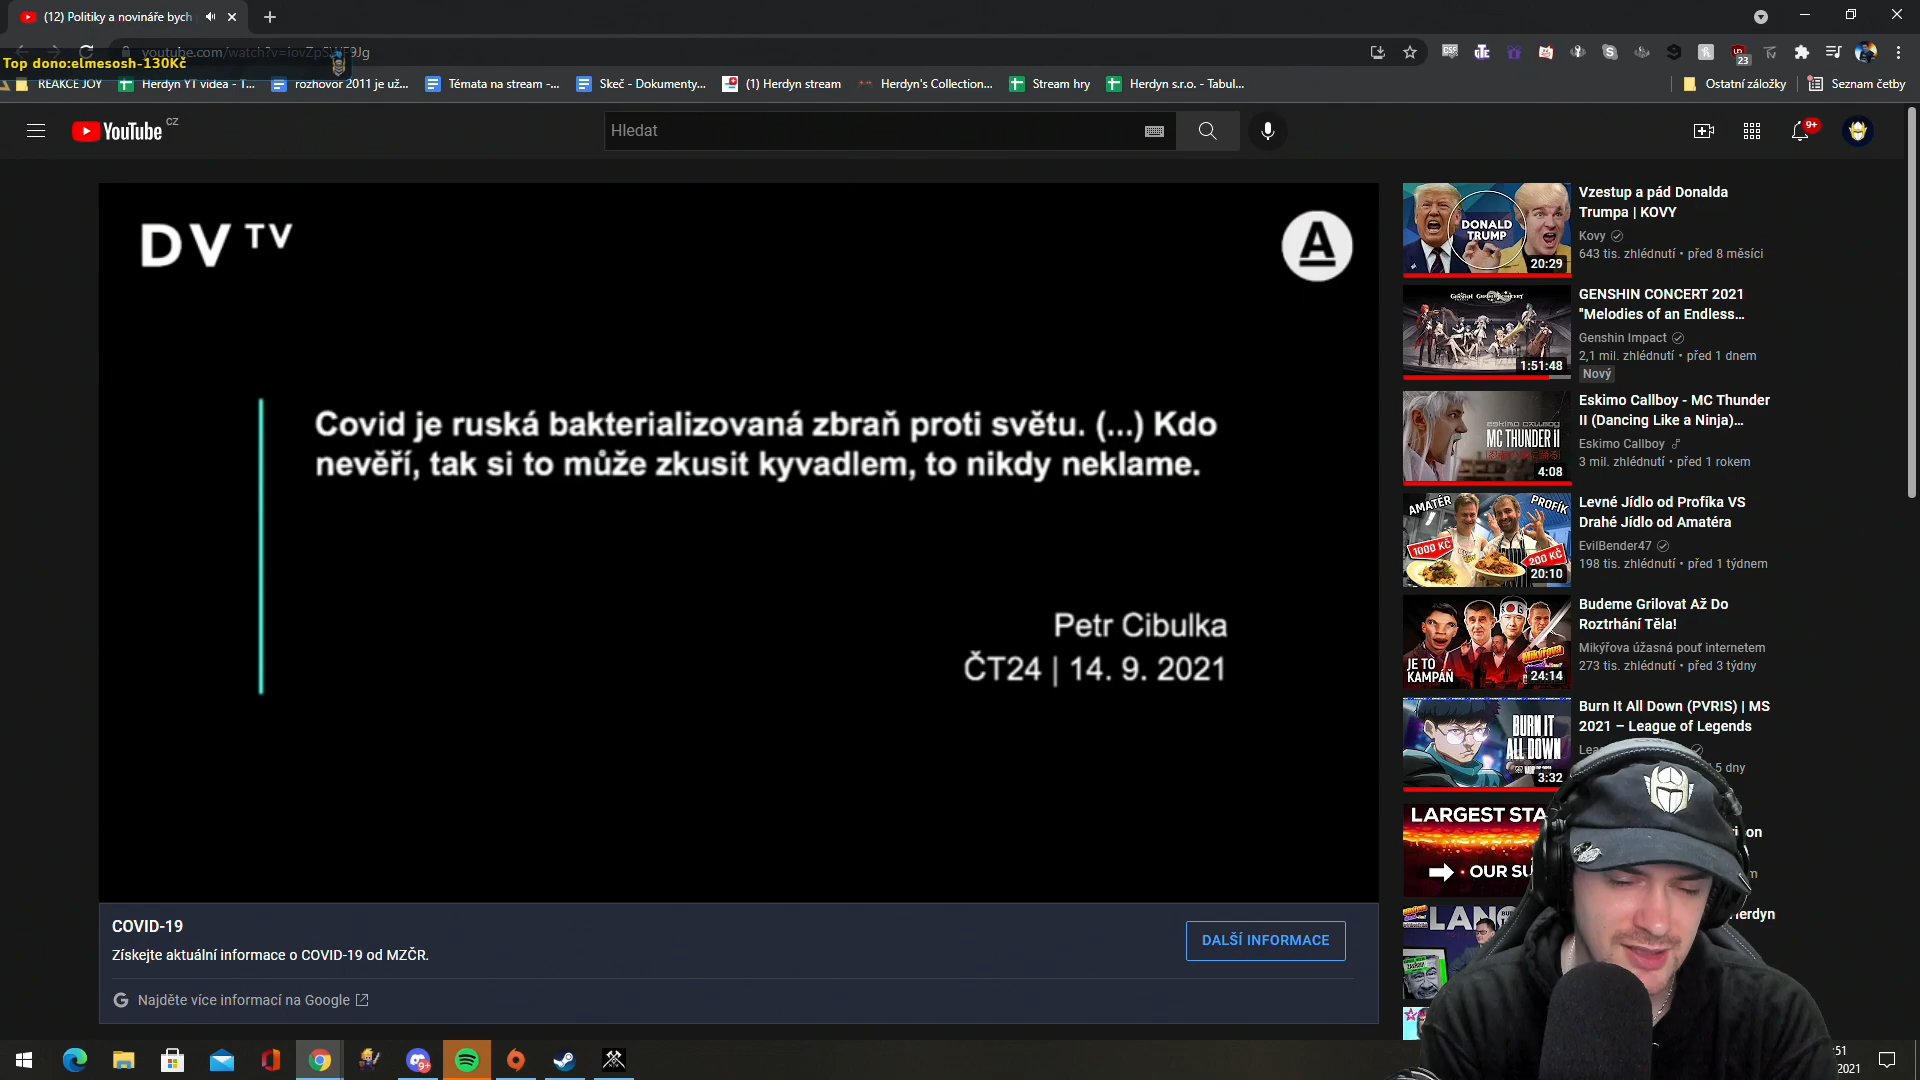 (12) Politiky a novináře bych
youtube.com/watch?v=
Top dono:elmesosh-130Kč
REAKCE JOY
Herdyn YT videa - T...
rozhovor 2011 je už...
Témata na stream -...
Skeč - Dokumenty...
(1) Herdyn stream
Herdyn's Collection...
Stream hry
Herdyn s.r.o. - Tabul...
Ostatní záložky
Seznam četby
23
YouTube CZ
Hledat
9+
DVTV
A
Covid je ruská bakterializovaná zbraň proti světu. (...) Kdo
nevěří, tak si to může zkusit kyvadlem, to nikdy neklame.
Petr Cibulka
ČT24 | 14. 9. 2021
COVID-19
Získejte aktuální informace o COVID-19 od MZČR.
DALŠÍ INFORMACE
Najděte více informací na Google
DONALD
TRUMP
20:29
Vzestup a pád Donalda
Trumpa | KOVY
Kovy
643 tis. zhlédnutí • před 8 měsíci
1:51:48
GENSHIN CONCERT 2021
"Melodies of an Endless...
Genshin Impact
2,1 mil. zhlédnutí • před 1 dnem
Nový
ESKIMO CALLBOY
MC THUNDER II
4:08
Eskimo Callboy - MC Thunder
II (Dancing Like a Ninja)...
Eskimo Callboy
3 mil. zhlédnutí • před 1 rokem
AMATÉR
PROFÍK
1000 KČ
200 KČ
20:10
Levné Jídlo od Profíka VS
Drahé Jídlo od Amatéra
EvilBender47
198 tis. zhlédnutí • před 1 týdnem
JE TO
KAMPAŇ
24:14
Budeme Grilovat Až Do
Roztrhání Těla!
Mikýřova úžasná pouť internetem
273 tis. zhlédnutí • před 3 týdny
BURN IT
ALL DOWN
3:32
Burn It All Down (PVRIS) | MS
2021 – League of Legends
5 dny
LARGEST STA
OUR SU
51
2021